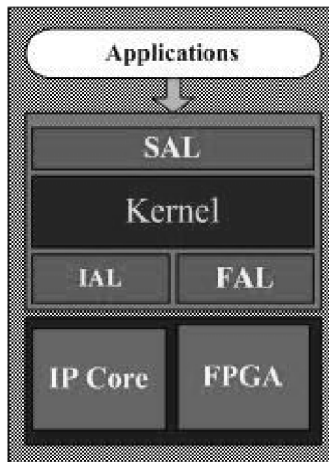 Applications
SAL
Kernel
IAL FAL
IP Core FPGA